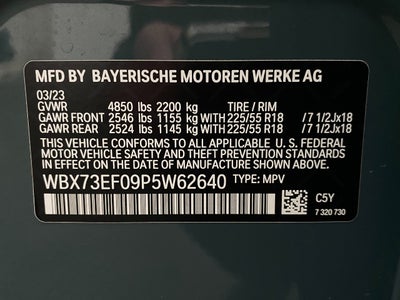 MFD BY BAYERISCHE MOTOREN WERKE AG
03/23
GVWR 4850 lbs 2200 kg TIRE / RIM
GAWR FRONT 2546 lbs 1155 kg WITH 225/55 R18 /7 1/2Jx18
GAWR REAR 2524 lbs 1145 kg WITH 225/55 R18 /7 1/2Jx18
THIS VEHICLE CONFORMS TO ALL APPLICABLE U.S. FEDERAL
MOTOR VEHICLE SAFETY, BUMPER AND
THEFT PREVENTION STANDARDS IN EFFECT ON THE
DATE OF MANUFACTURE SHOWN ABOVE.
WBX73EF09P5W62640 TYPE: MPV
C5Y
7 320 730